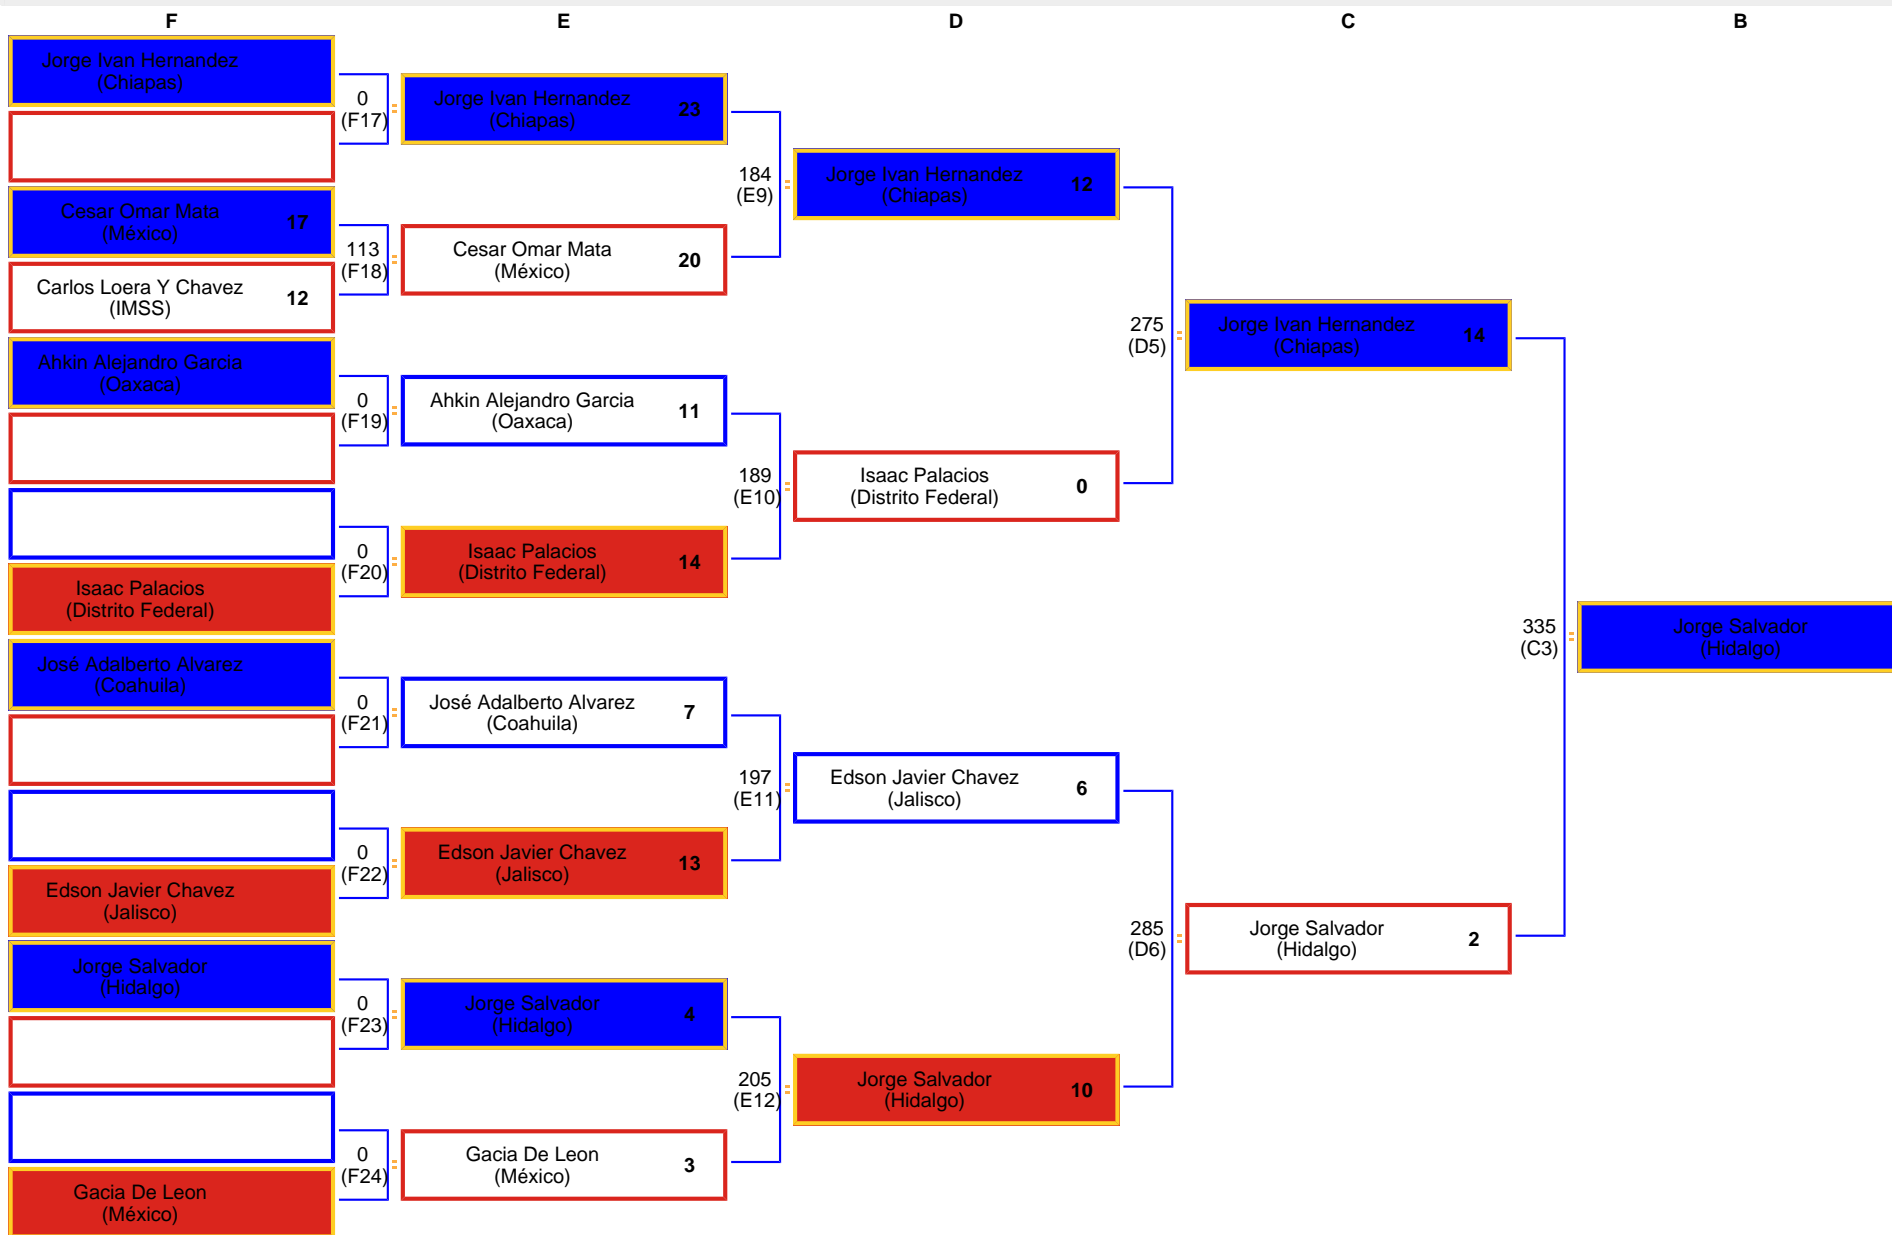 F E D C B
Jorge Ivan Hernandez
(Chiapas)
0
(F17)
Cesar Omar Mata 17
(México)
113
(F18)
Carlos Loera Y Chavez 12
(IMSS)
Ahkin Alejandro Garcia
(Oaxaca)
0
(F19)
0
(F20)
Isaac Palacios
(Distrito Federal)
José Adalberto Alvarez
(Coahuila)
0
(F21)
0
(F22)
Edson Javier Chavez
(Jalisco)
Jorge Salvador
(Hidalgo)
0
(F23)
0
(F24)
Gacia De Leon
(México)
Jorge Ivan Hernandez 23
(Chiapas)
184
(E9)
Cesar Omar Mata 20
(México)
Ahkin Alejandro Garcia 11
(Oaxaca)
189
(E10)
Isaac Palacios 14
(Distrito Federal)
José Adalberto Alvarez 7
(Coahuila)
197
(E11)
Edson Javier Chavez 13
(Jalisco)
Jorge Salvador 4
(Hidalgo)
205
(E12)
Gacia De Leon 3
(México)
Jorge Ivan Hernandez 12
(Chiapas)
275
(D5)
Isaac Palacios 0
(Distrito Federal)
Edson Javier Chavez 6
(Jalisco)
285
(D6)
Jorge Salvador 10
(Hidalgo)
Jorge Ivan Hernandez 14
(Chiapas)
335
(C3)
Jorge Salvador 2
(Hidalgo)
Jorge Salvador
(Hidalgo)